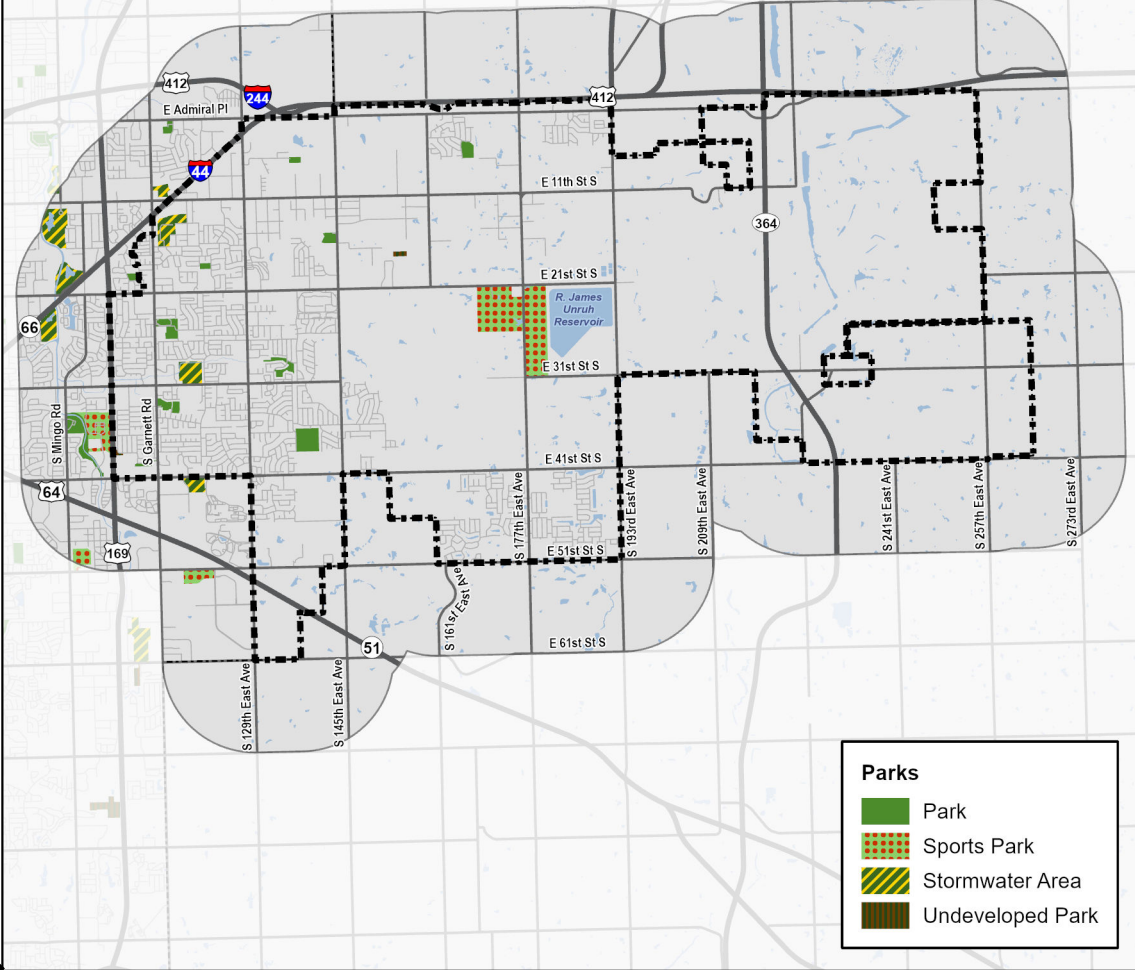 412
244
E Admiral Pl
412
44
E 11th St S
364
E 21st St S
R. James
Unruh
Reservoir
66
E 31st St S
S Mingo Rd
S Garnett Rd
E 41st St S
64
S 177th East Ave
S 193rd East Ave
S 209th East Ave
S 241st East Ave
S 257th East Ave
S 273rd East Ave
169
E 51st St S
S 161st East Ave
51
E 61st St S
S 129th East Ave
S 145th East Ave
Parks
Park
Sports Park
Stormwater Area
Undeveloped Park